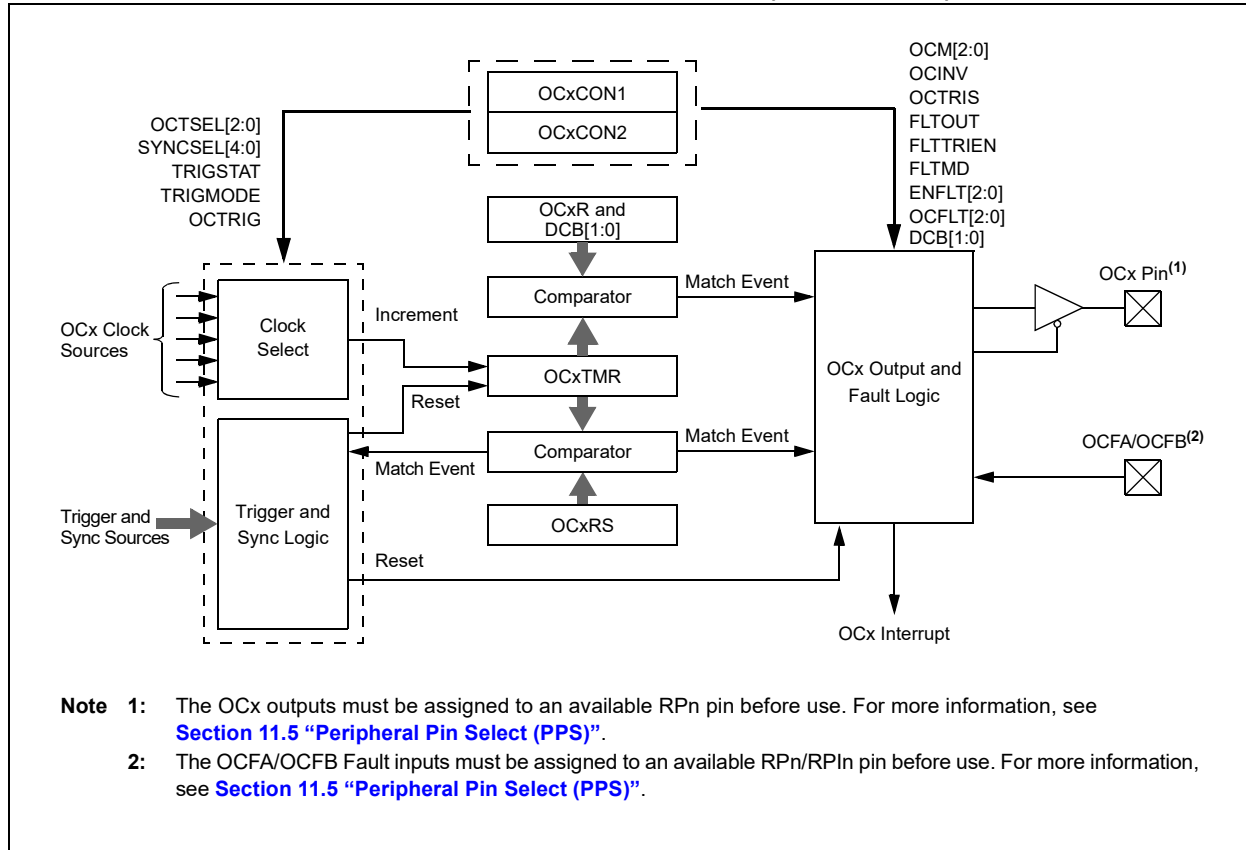 OCxCON1
OCxCON2
OCTSEL[2:0]
SYNCSEL[4:0]
TRIGSTAT
TRIGMODE
OCTRIG
OCM[2:0]
OCINV
OCTRIS
FLTOUT
FLTTRIEN
FLTMD
ENFLT[2:0]
OCFLT[2:0]
DCB[1:0]
OCxR and
DCB[1:0]
OCx Clock
Sources
Clock
Select
Increment
Comparator
Match Event
OCxTMR
Reset
Comparator
Match Event
Match Event
OCxRS
Trigger and
Sync Sources
Trigger and
Sync Logic
Reset
OCx Output and
Fault Logic
OCx Pin(1)
OCFA/OCFB(2)
OCx Interrupt
Note 1: The OCx outputs must be assigned to an available RPn pin before use. For more information, see
Section 11.5 “Peripheral Pin Select (PPS)”.
2: The OCFA/OCFB Fault inputs must be assigned to an available RPn/RPIn pin before use. For more information,
see Section 11.5 “Peripheral Pin Select (PPS)”.